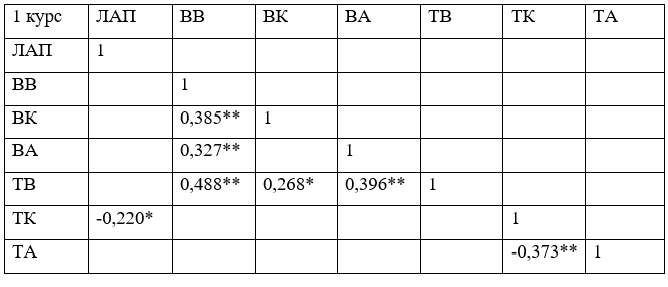 1 курс ЛАП ВВ ВК ВА ТВ ТК ТА
ЛАП 1
ВВ 1
ВК 0,385** 1
ВА 0,327** 1
ТВ 0,488** 0,268* 0,396** 1
ТК -0,220* 1
ТА -0,373** 1